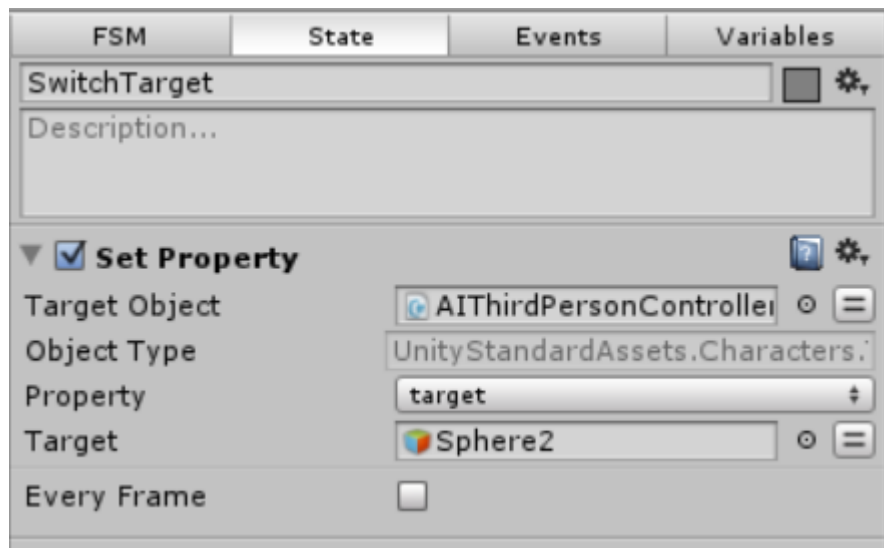 FSM State Events Variables
SwitchTarget
Description...
Set Property
Target Object AIThirdPersonController
Object Type UnityStandardAssets.Characters.
Property target
Target Sphere2
Every Frame